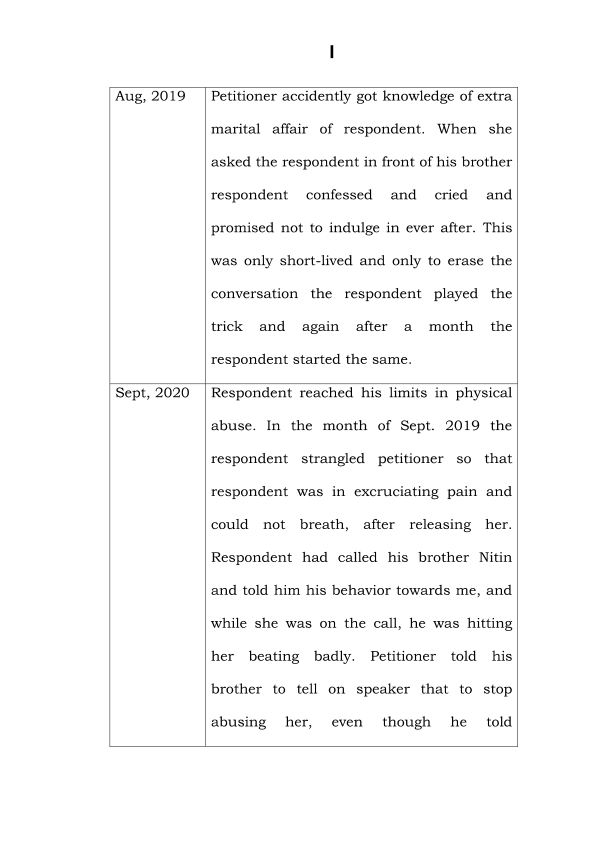 I
Aug, 2019
Petitioner accidently got knowledge of extra
marital affair of respondent. When she
asked the respondent in front of his brother
respondent confessed and cried and
promised not to indulge in ever after. This
was only short-lived and only to erase the
conversation the respondent played the
trick and again after a month the
respondent started the same.
Sept, 2020
Respondent reached his limits in physical
abuse. In the month of Sept. 2019 the
respondent strangled petitioner so that
respondent was in excruciating pain and
could not breath, after releasing her.
Respondent had called his brother Nitin
and told him his behavior towards me, and
while she was on the call, he was hitting
her beating badly. Petitioner told his
brother to tell on speaker that to stop
abusing her, even though he told